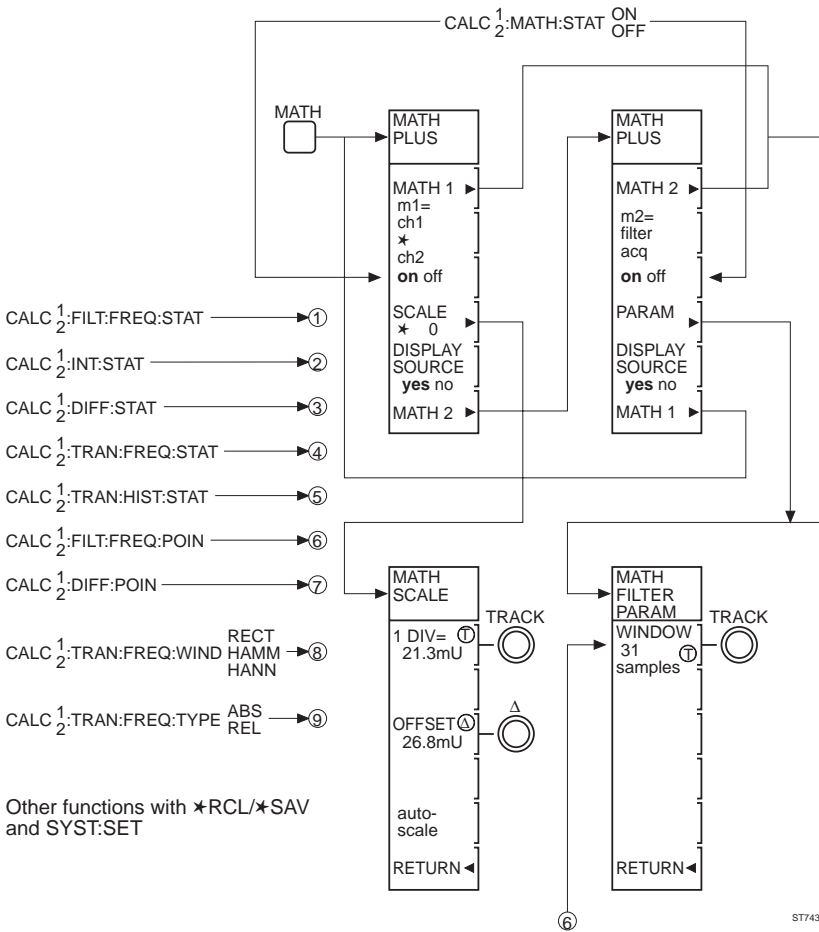 CALC 1/2:MATH:STAT ON OFF
MATH
MATH
PLUS
MATH 1 ►
m1=
ch1
✶
ch2
on off
SCALE ►
✶ 0
DISPLAY
SOURCE
yes no
MATH 2 ►
MATH
PLUS
MATH 2 ►
m2=
filter
acq
on off
PARAM ►
DISPLAY
SOURCE
yes no
MATH 1 ►
CALC 1/2:FILT:FREQ:STAT ①
CALC 1/2:INT:STAT ②
CALC 1/2:DIFF:STAT ③
CALC 1/2:TRAN:FREQ:STAT ④
CALC 1/2:TRAN:HIST:STAT ⑤
CALC 1/2:FILT:FREQ:POIN ⑥
CALC 1/2:DIFF:POIN ⑦
CALC 1/2:TRAN:FREQ:WIND RECT HAMM HANN ⑧
CALC 1/2:TRAN:FREQ:TYPE ABS REL ⑨
Other functions with ✶RCL/✶SAV
and SYST:SET
MATH
SCALE
TRACK
1 DIV= Ⓣ
21.3mU
Δ
OFFSET Δ
26.8mU
auto-
scale
RETURN◄
MATH
FILTER
PARAM
TRACK
WINDOW
31 Ⓣ
samples
RETURN◄
⑥
ST743